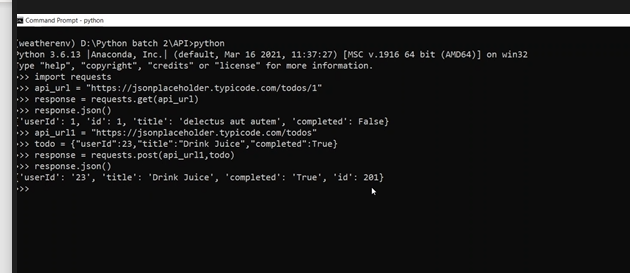 Command Prompt - python
(weatherenv) D:\Python batch 2\API>python
Python 3.6.13 |Anaconda, Inc.| (default, Mar 16 2021, 11:37:27) [MSC v.1916 64 bit (AMD64)] on win32
Type "help", "copyright", "credits" or "license" for more information.
>>> import requests
>>> api_url = "https://jsonplaceholder.typicode.com/todos/1"
>>> response = requests.get(api_url)
>>> response.json()
{'userId': 1, 'id': 1, 'title': 'delectus aut autem', 'completed': False}
>>> api_url1 = "https://jsonplaceholder.typicode.com/todos"
>>> todo = {"userId":23,"title":"Drink Juice","completed":True}
>>> response = requests.post(api_url1,todo)
>>> response.json()
{'userId': '23', 'title': 'Drink Juice', 'completed': 'True', 'id': 201}
>>>